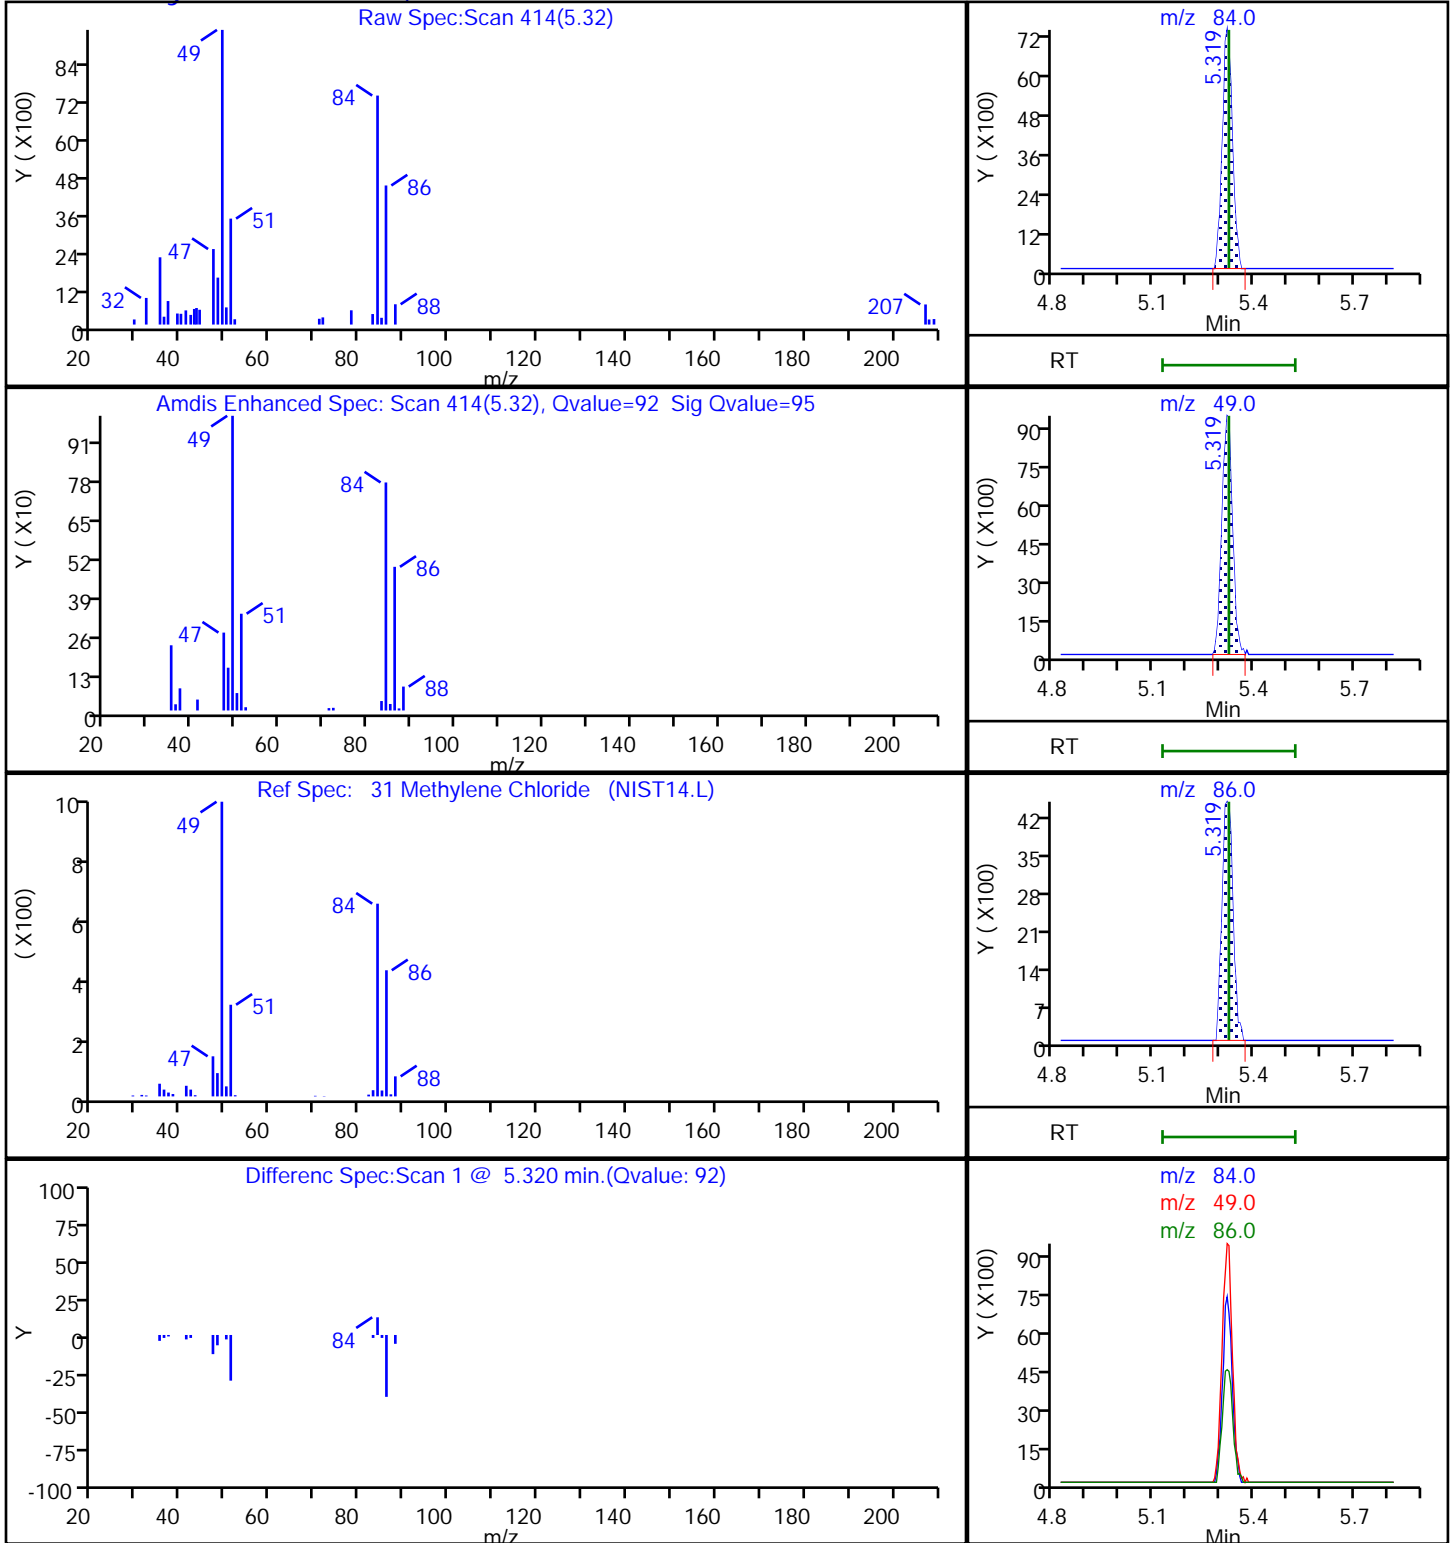 Raw Spec:Scan 414(5.32)
49
84
86
51
47
32
88
207
Y ( X100)
84
72
60
48
36
24
12
0
20 40 60 80 100 120 140 160 180 200
m/z
m/z 84.0
5.319
Y ( X100)
72
60
48
36
24
12
0
4.8 5.1 5.4 5.7
Min
RT
Amdis Enhanced Spec: Scan 414(5.32), Qvalue=92 Sig Qvalue=95
49
84
86
51
47
88
Y ( X10)
91
78
65
52
39
26
13
0
20 40 60 80 100 120 140 160 180 200
m/z
m/z 49.0
5.319
Y ( X100)
90
75
60
45
30
15
0
4.8 5.1 5.4 5.7
Min
RT
Ref Spec: 31 Methylene Chloride (NIST14.L)
49
84
86
51
47
88
( X100)
10
8
6
4
2
0
20 40 60 80 100 120 140 160 180 200
m/z 86.0
5.319
Y ( X100)
42
35
28
21
14
7
0
4.8 5.1 5.4 5.7
Min
RT
Differenc Spec:Scan 1 @ 5.320 min.(Qvalue: 92)
84
Y
100
75
50
25
0
-25
-50
-75
-100
20 40 60 80 100 120 140 160 180 200
m/z
m/z 84.0
m/z 49.0
m/z 86.0
Y ( X100)
90
75
60
45
30
15
0
4.8 5.1 5.4 5.7
Min